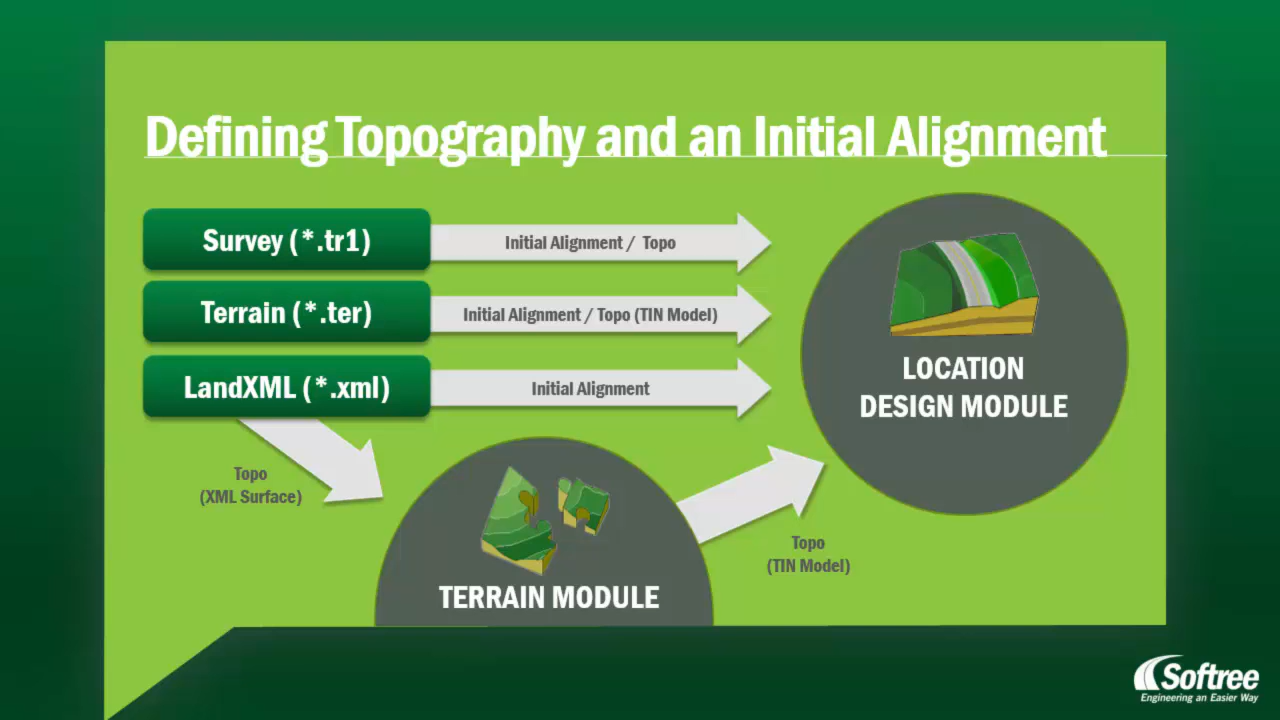 Defining Topography and an Initial Alignment
Survey (*.tr1)
Initial Alignment / Topo
Terrain (*.ter)
Initial Alignment / Topo (TIN Model)
LandXML (*.xml)
Initial Alignment
LOCATION
DESIGN MODULE
Topo
(XML Surface)
Topo
(TIN Model)
TERRAIN MODULE
Softree
Engineering an Easier Way